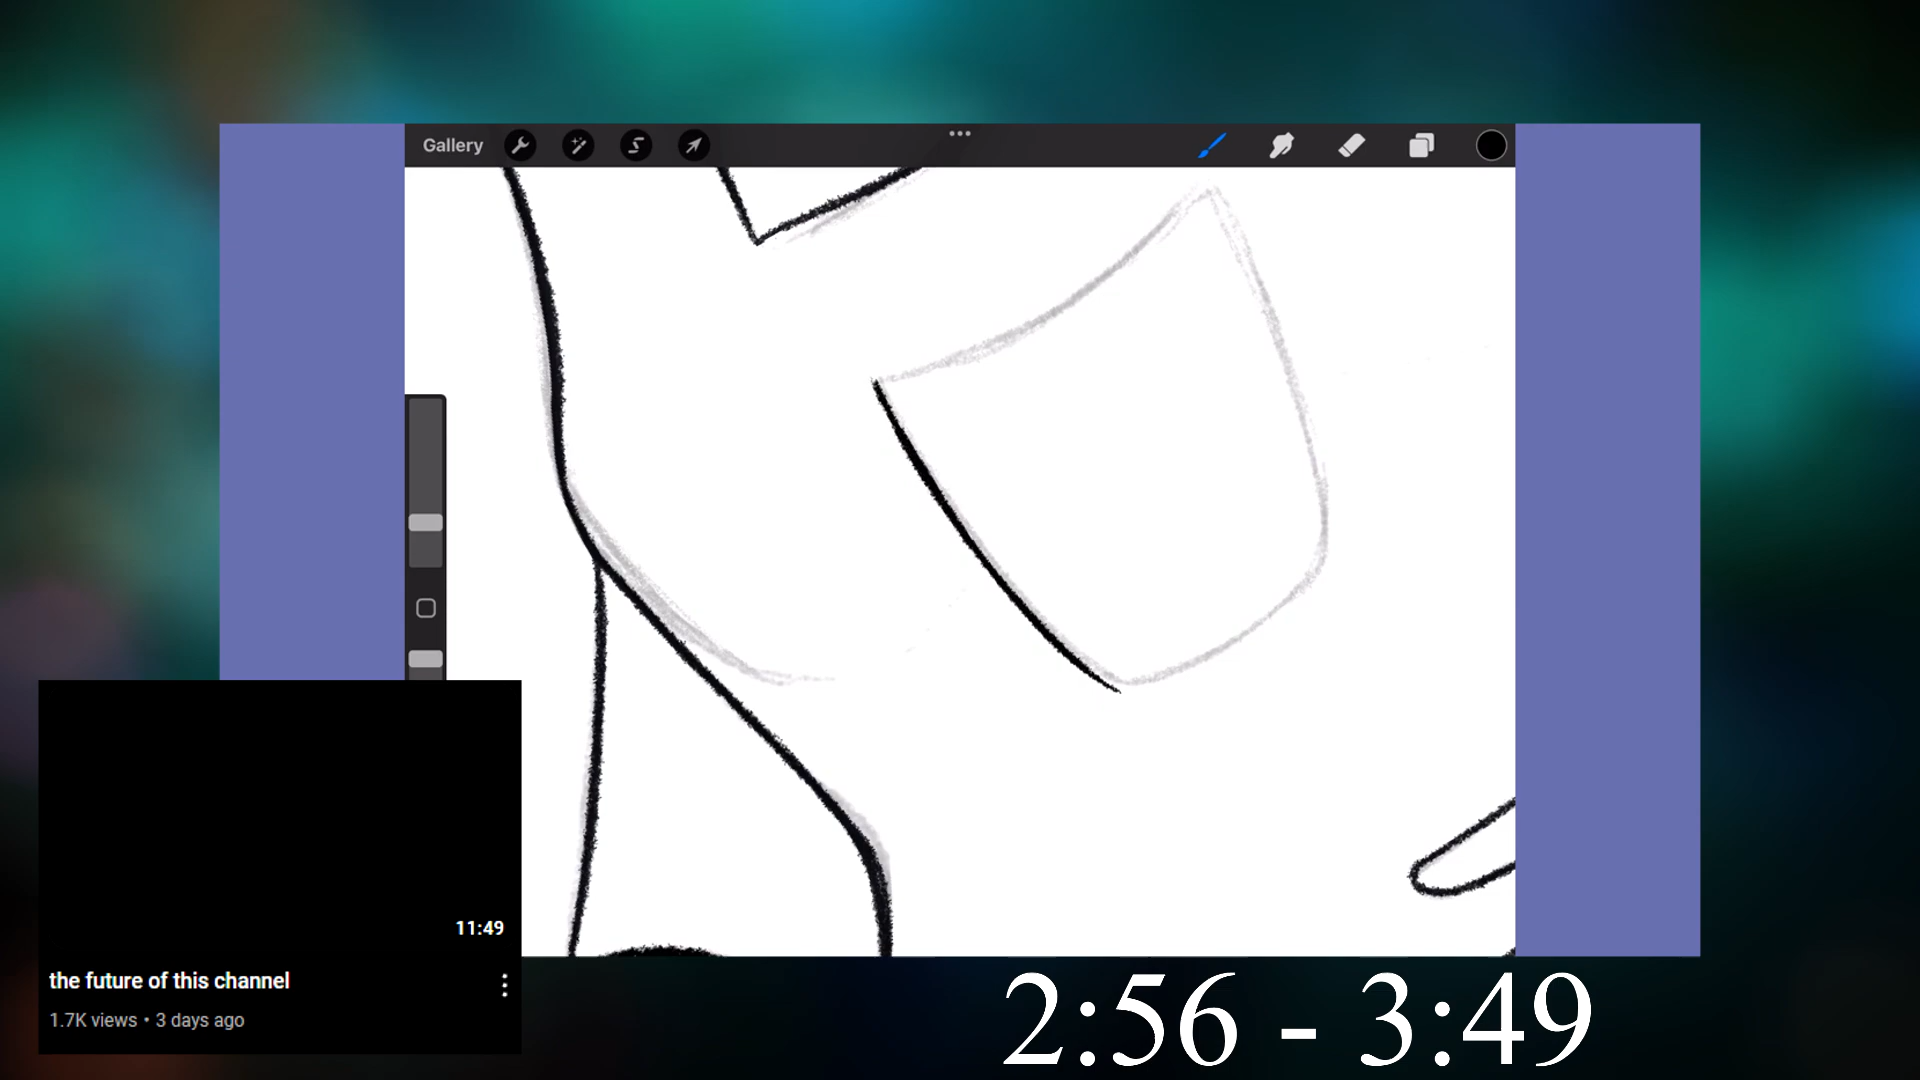 Gallery
11:49
the future of this channel
1.7K views • 3 days ago
2:56 - 3:49